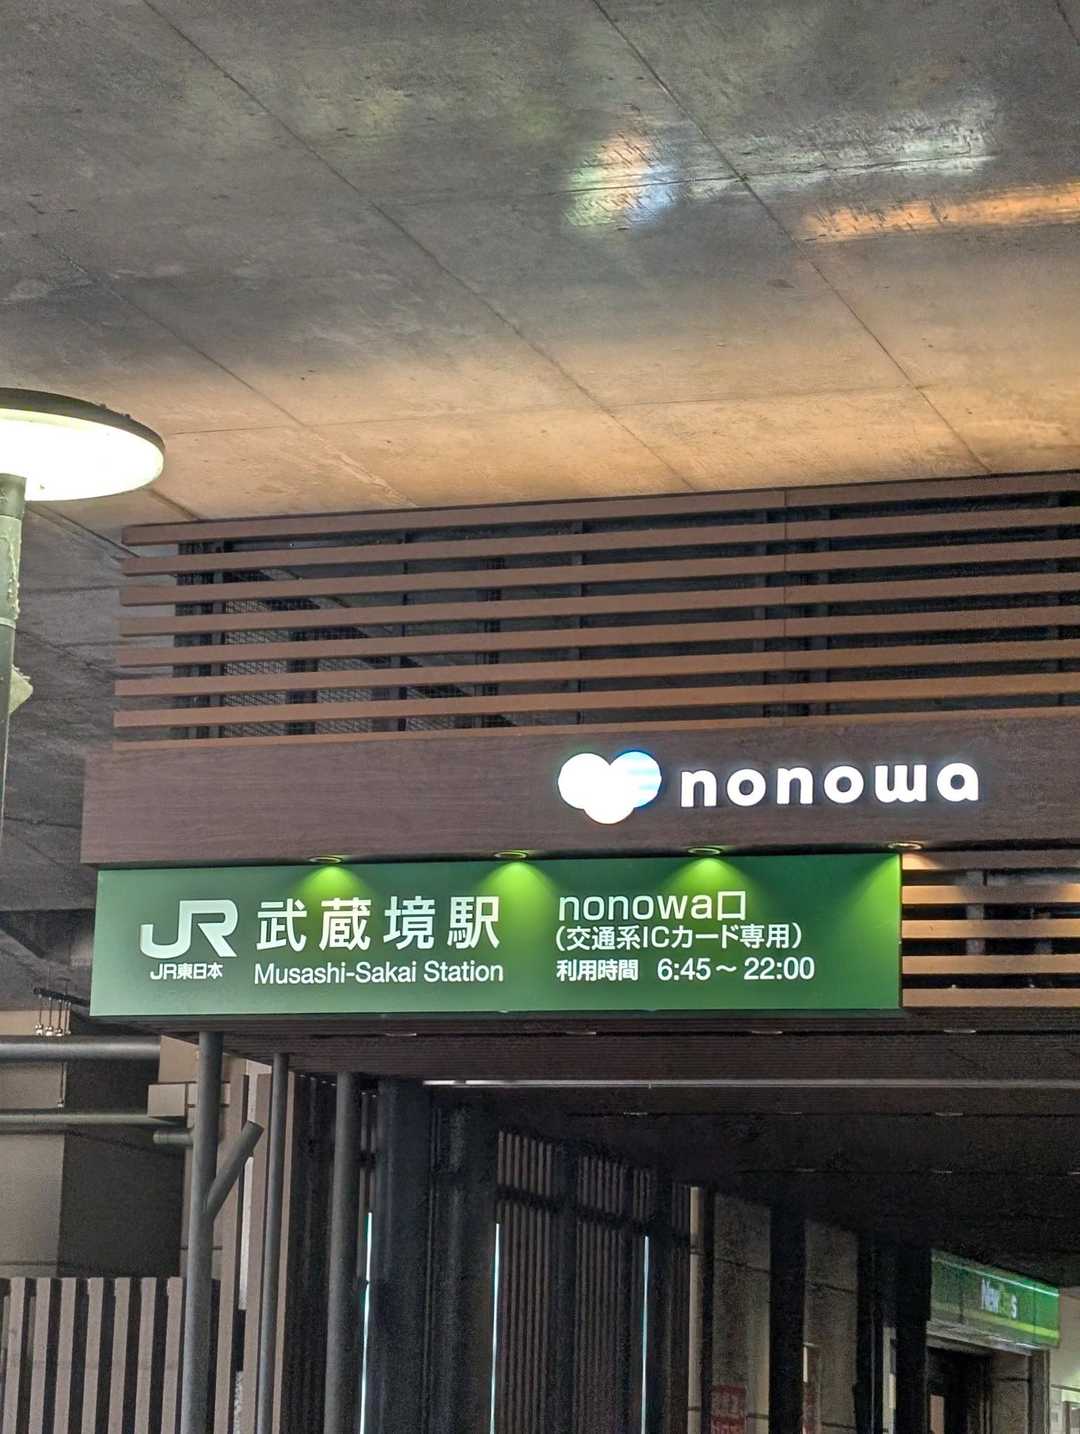 nonowa
JR 武蔵境駅
JR東日本 Musashi-Sakai Station
nonowa口
(交通系ICカード専用)
利用時間 6:45～22:00
NewDays